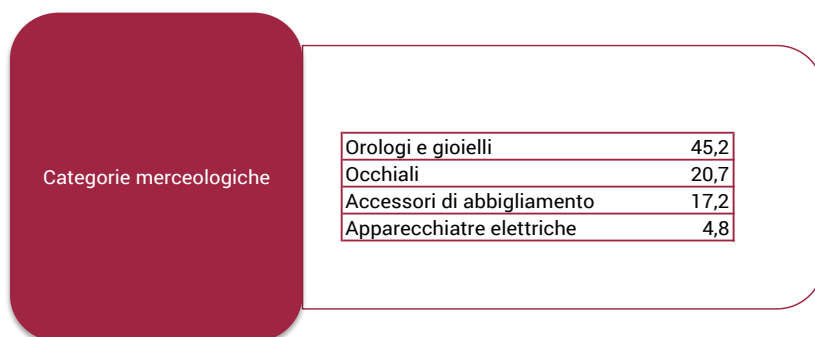 Categorie merceologiche
Orologi e gioielli 45,2
Occhiali 20,7
Accessori di abbigliamento 17,2
Apparecchiatre elettriche 4,8